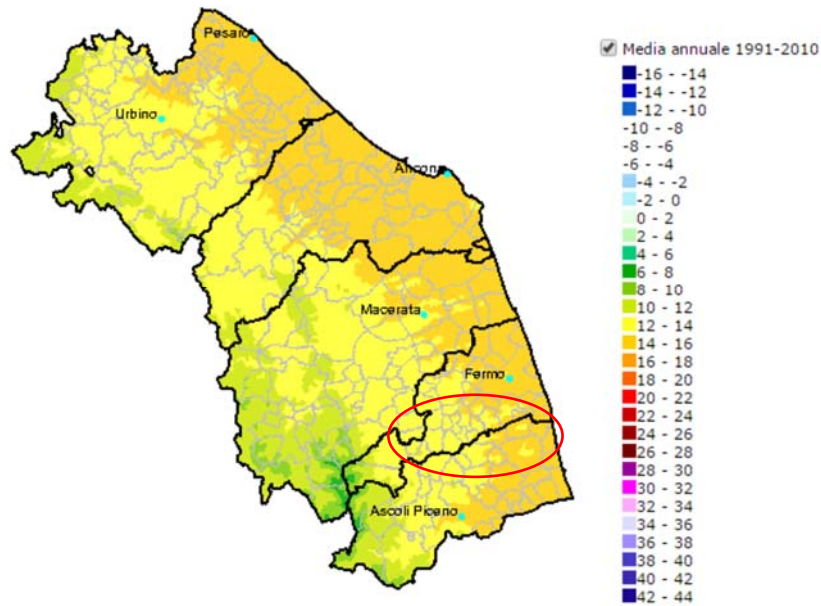 Pesaro
Urbino
Ancona
Macerata
Fermo
Ascoli Piceno
Media annuale 1991-2010
-16 - -14
-14 - -12
-12 - -10
-10 - -8
-8 - -6
-6 - -4
-4 - -2
-2 - 0
0 - 2
2 - 4
4 - 6
6 - 8
8 - 10
10 - 12
12 - 14
14 - 16
16 - 18
18 - 20
20 - 22
22 - 24
24 - 26
26 - 28
28 - 30
30 - 32
32 - 34
34 - 36
36 - 38
38 - 40
40 - 42
42 - 44